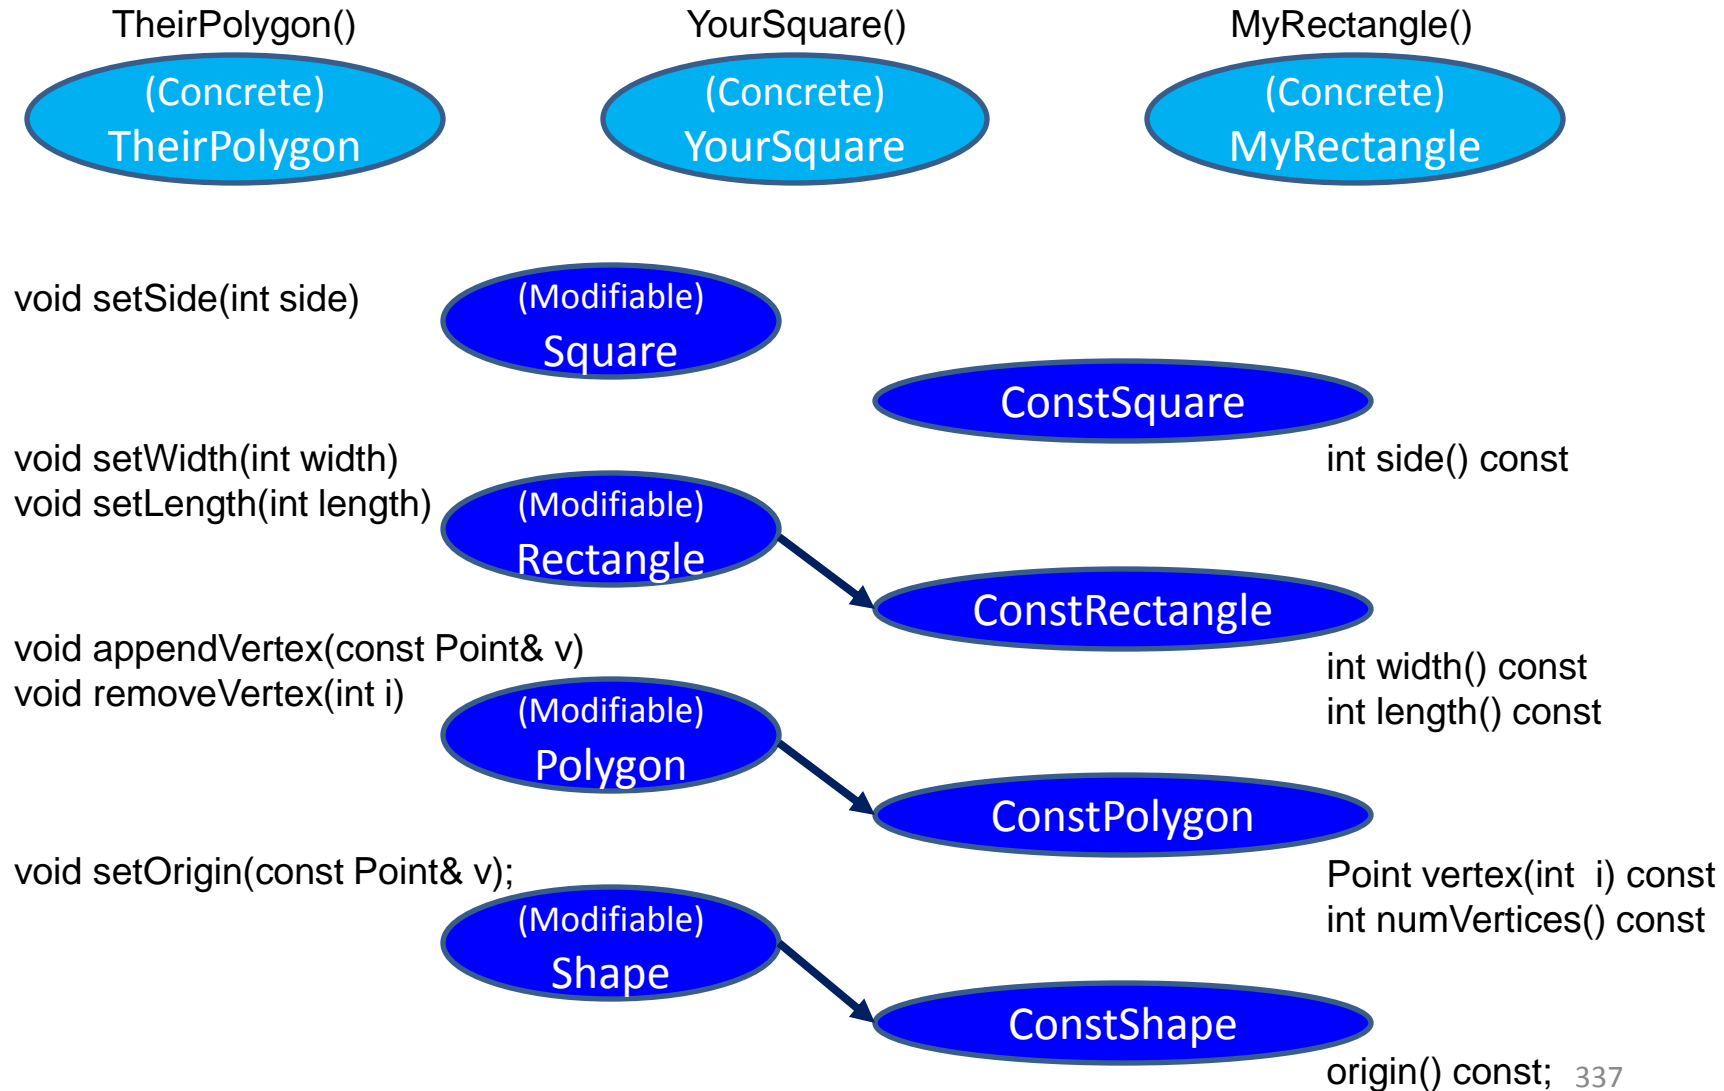 TheirPolygon()
YourSquare()
MyRectangle()
(Concrete)
TheirPolygon
(Concrete)
YourSquare
(Concrete)
MyRectangle
void setSide(int side)
(Modifiable)
Square
ConstSquare
int side() const
void setWidth(int width)
void setLength(int length)
(Modifiable)
Rectangle
ConstRectangle
int width() const
int length() const
void appendVertex(const Point& v)
void removeVertex(int i)
(Modifiable)
Polygon
ConstPolygon
Point vertex(int  i) const
int numVertices() const
void setOrigin(const Point& v);
(Modifiable)
Shape
ConstShape
origin() const;
337